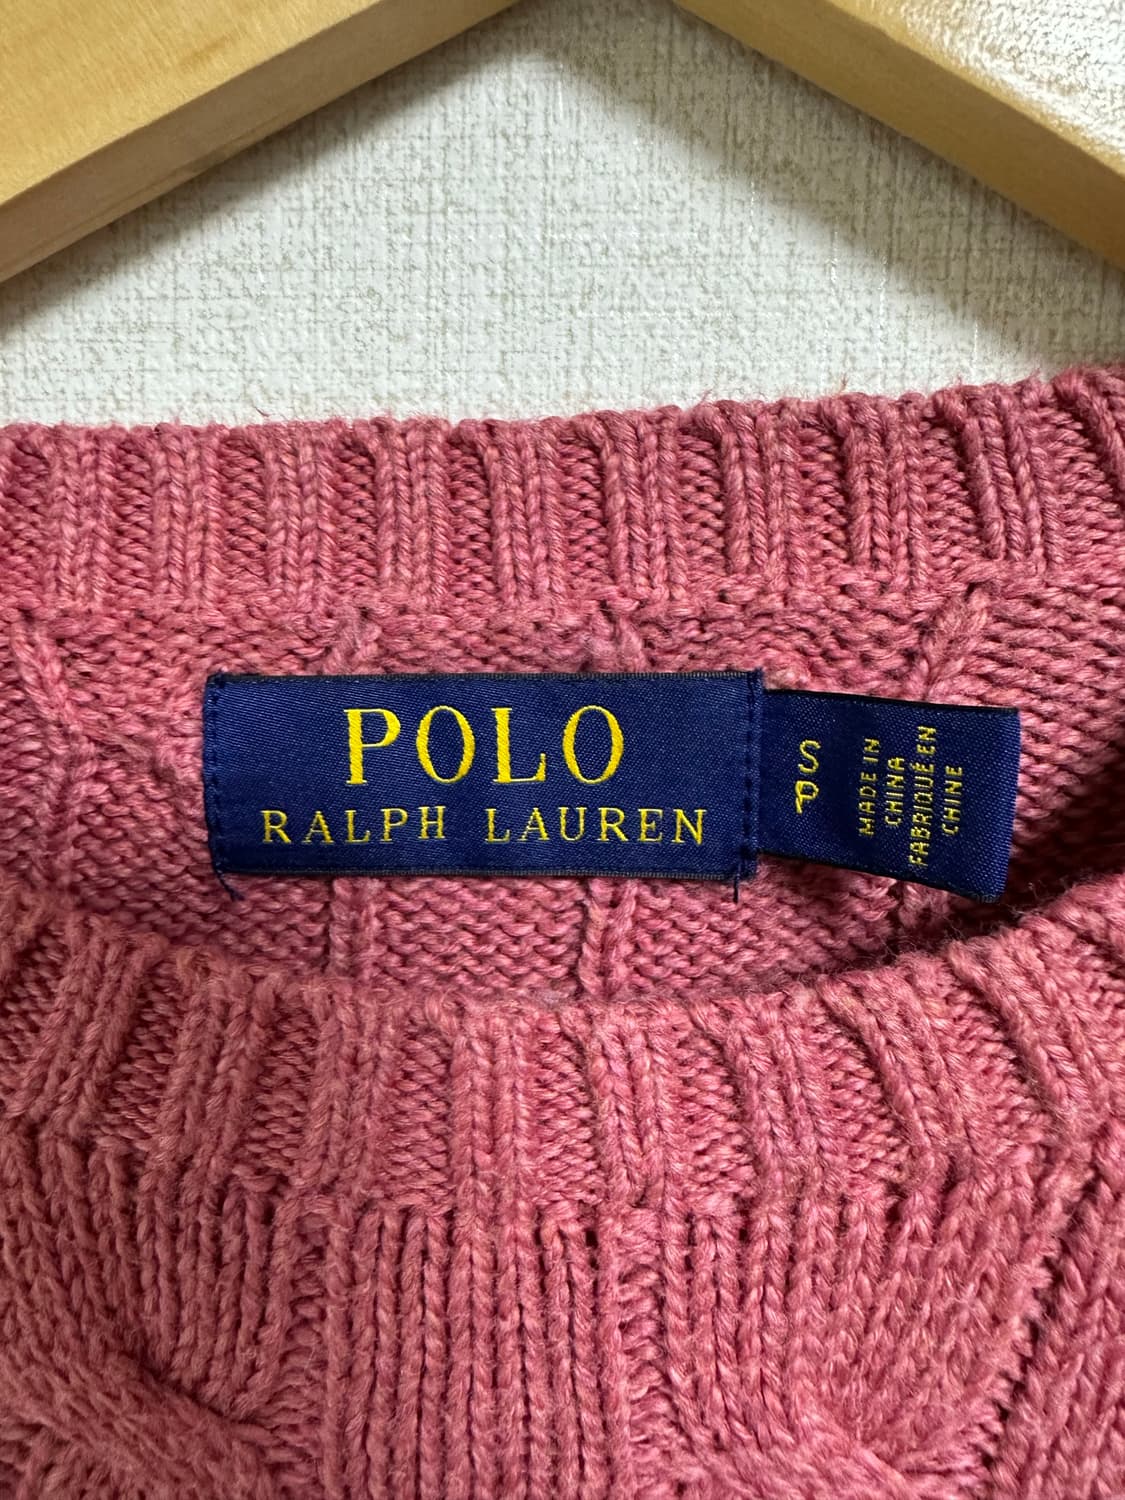 POLO
RALPH LAUREN
S
P
MADE IN
CHINA
FABRIQUÉ EN
CHINE